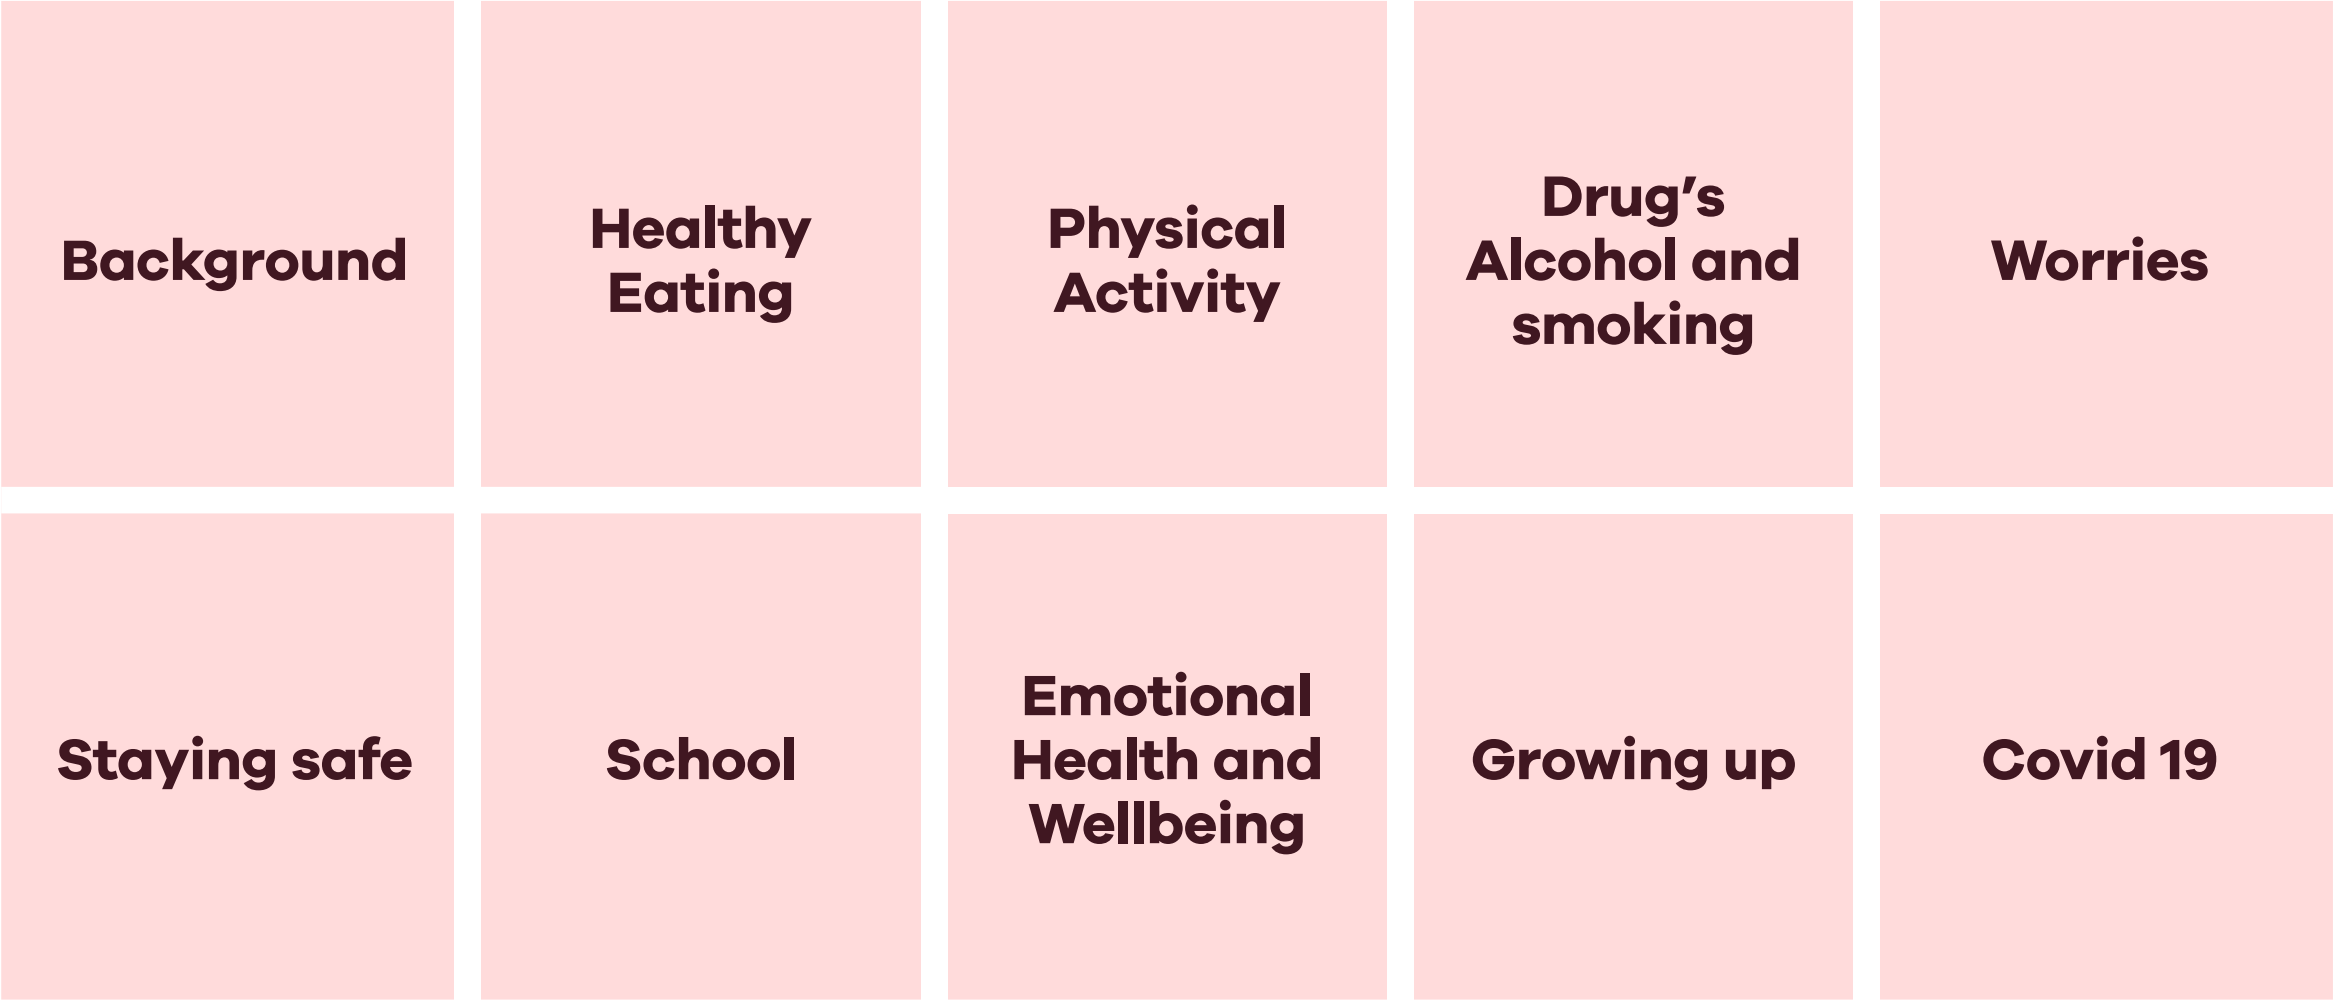 Background
Healthy
Eating
Physical
Activity
Drug’s
Alcohol and
smoking
Worries
Staying safe
School
Emotional
Health and
Wellbeing
Growing up
Covid 19